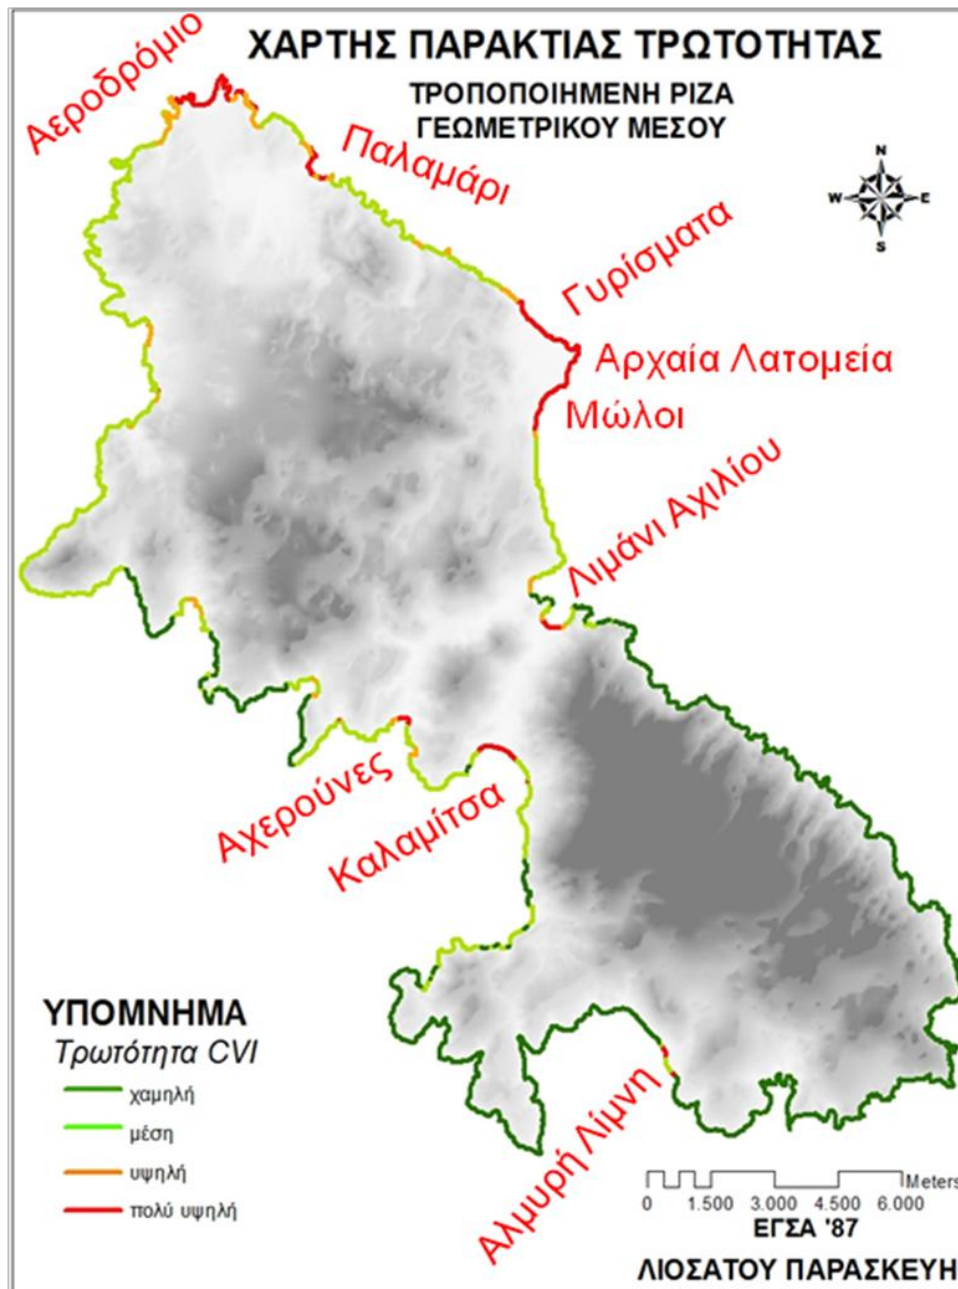 ΧΑΡΤΗΣ ΠΑΡΑΚΤΙΑΣ ΤΡΩΤΟΤΗΤΑΣ
ΤΡΟΠΟΠΟΙΗΜΕΝΗ ΡΙΖΑ
ΓΕΩΜΕΤΡΙΚΟΥ ΜΕΣΟΥ
Αεροδρόμιο
Παλαμάρι
N
W E
S
Γυρίσματα
Αρχαία Λατομεία
Μώλοι
Λιμάνι Αχιλίου
Αχερούνες
Καλαμίτσα
Αλμυρή Λίμνη
ΥΠΟΜΝΗΜΑ
Τρωτότητα CVI
χαμηλή
μέση
υψηλή
πολύ υψηλή
Meters
0 1.500 3.000 4.500 6.000
ΕΓΣΑ '87
ΛΙΟΣΑΤΟΥ ΠΑΡΑΣΚΕΥΗ